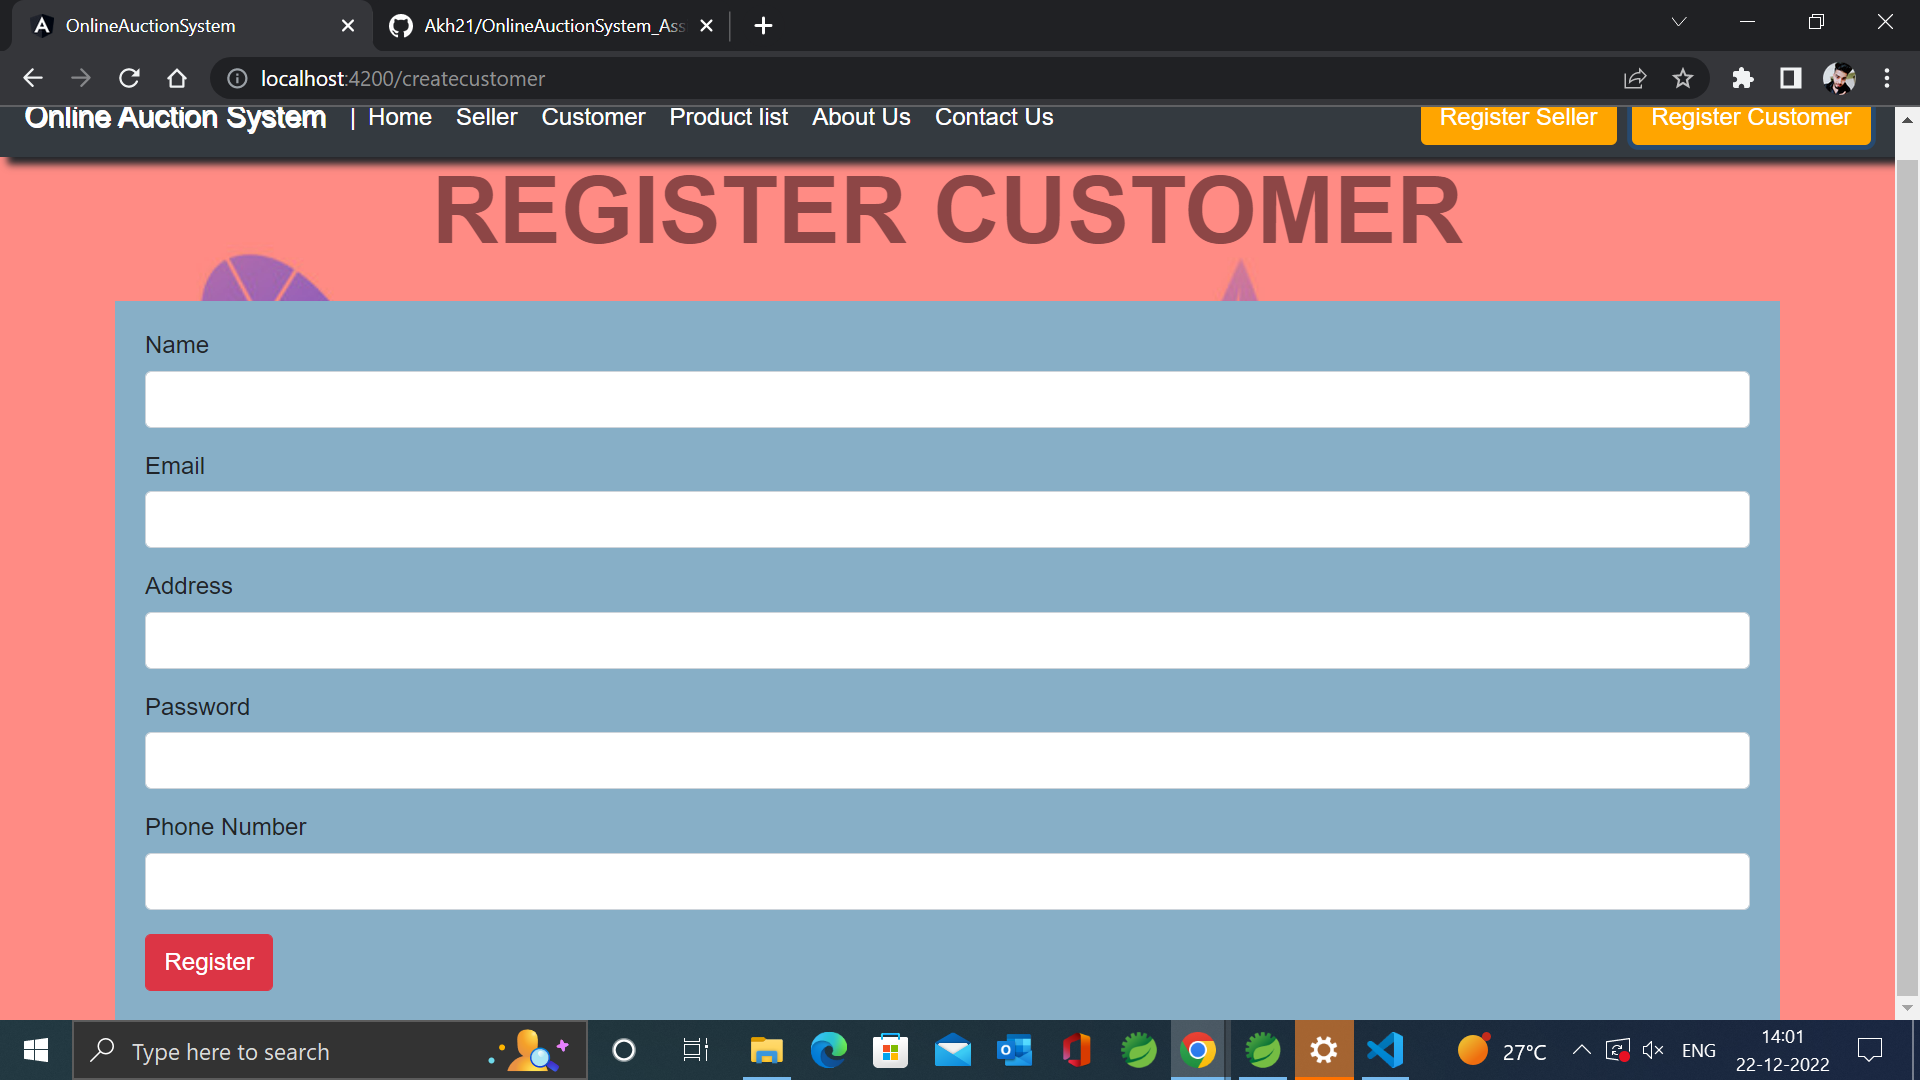 OnlineAuctionSystem
Akh21/OnlineAuctionSystem_Ass
localhost:4200/createcustomer
Online Auction System | Home Seller Customer Product list About Us Contact Us Register Seller Register Customer
REGISTER CUSTOMER
Name
Email
Address
Password
Phone Number
Register
Type here to search
27°C
ENG
14:01
22-12-2022